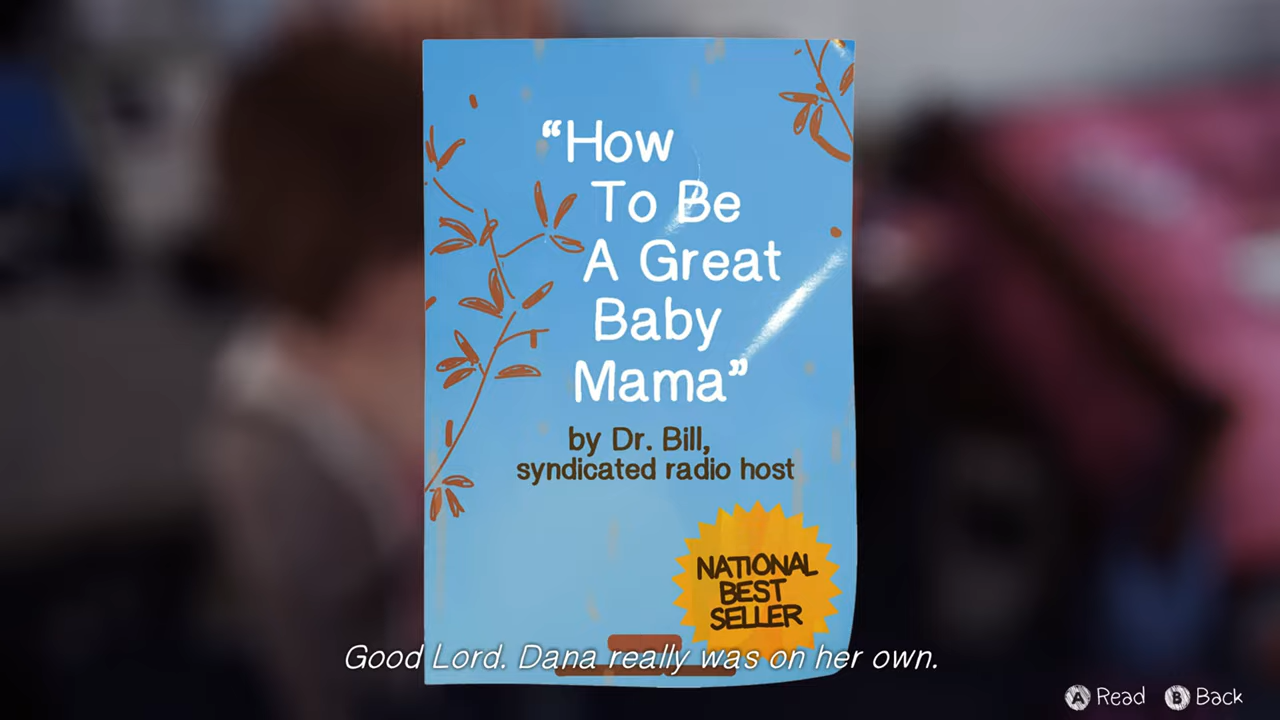 “How
To Be
A Great
Baby
Mama”
by Dr. Bill,
syndicated radio host
NATIONAL
BEST
SELLER
Good Lord. Dana really was on her own.
A Read B Back